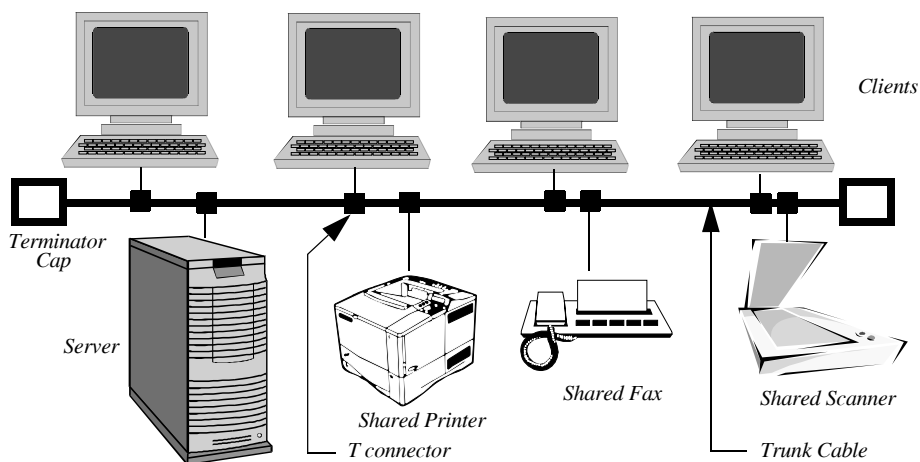 Clients
Terminator
Cap
Server
Shared Printer
Shared Fax
Shared Scanner
T connector
Trunk Cable